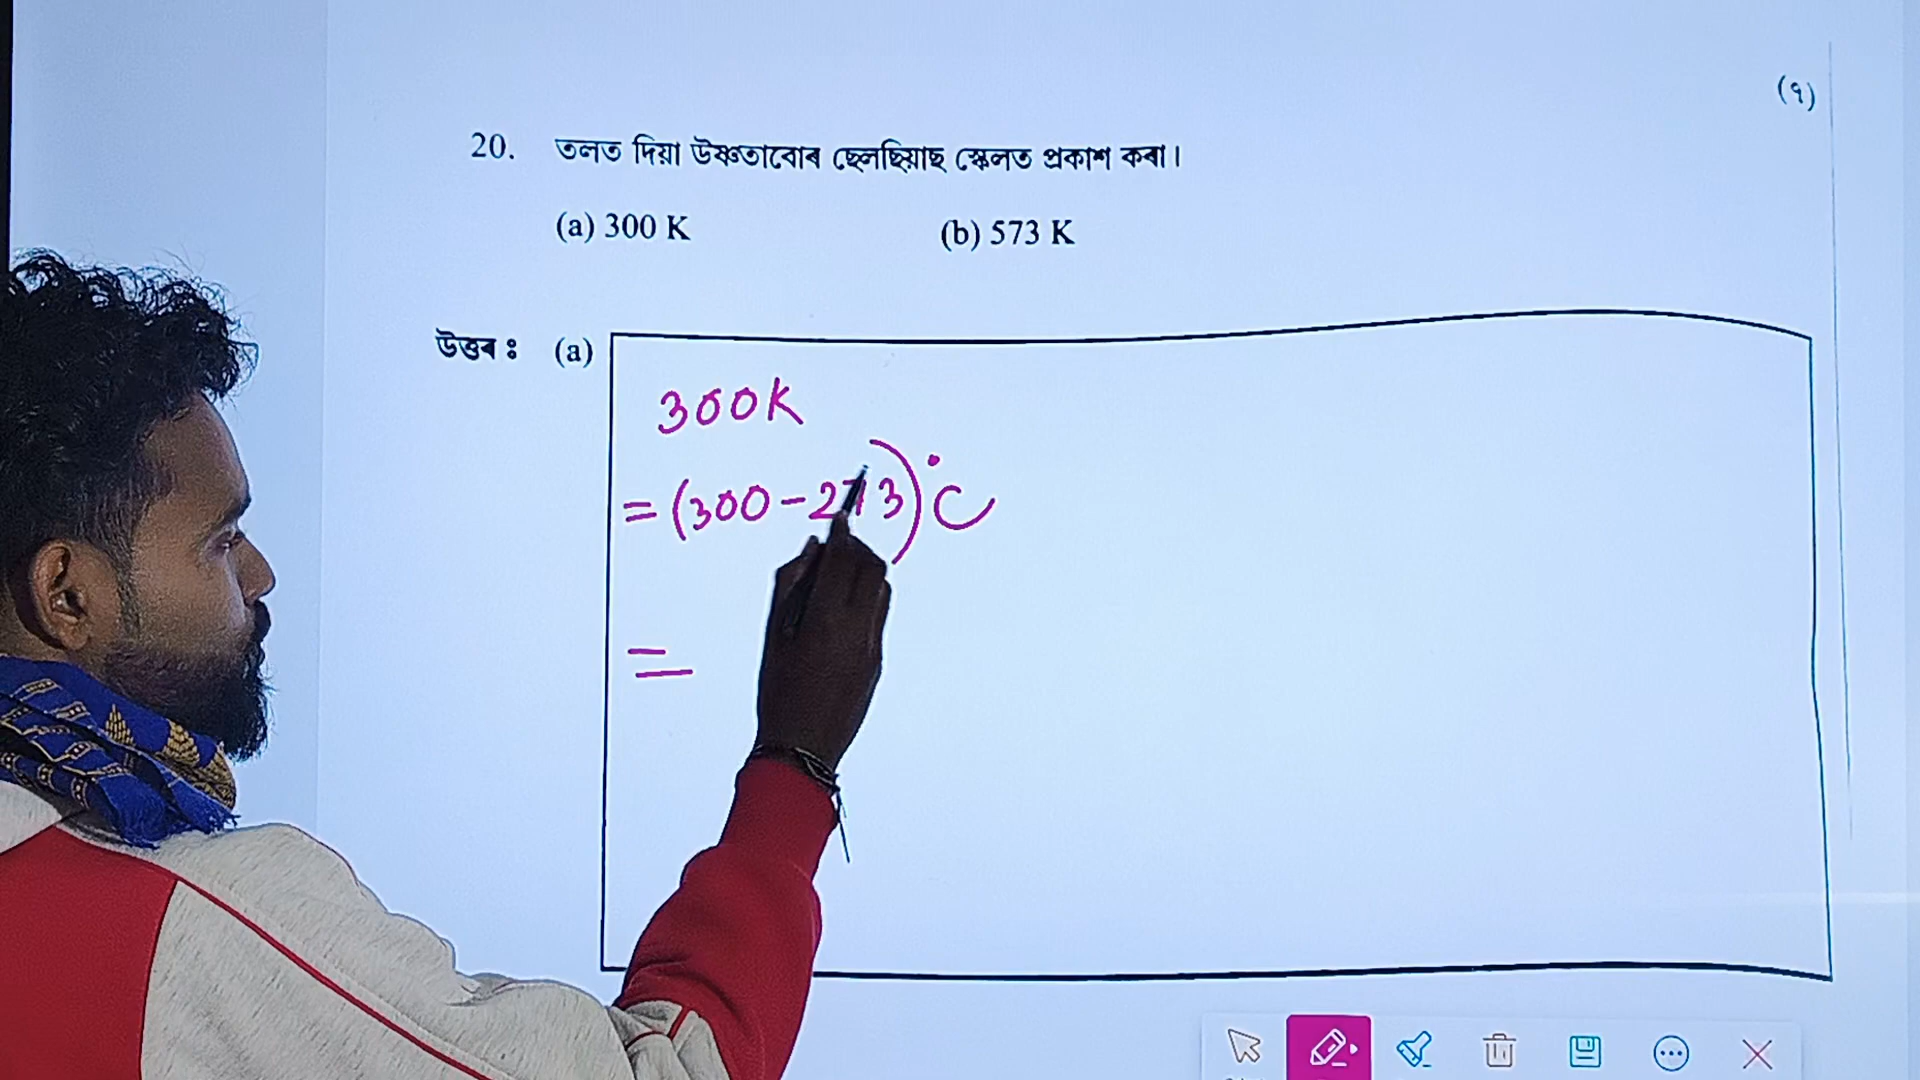 (৭)
20. তলত দিয়া উষ্ণতাবোৰ ছেলছিয়াছ স্কেলত প্ৰকাশ কৰা।
(a) 300 K (b) 573 K
উত্তৰঃ (a)
300K
= (300-273)°C
=